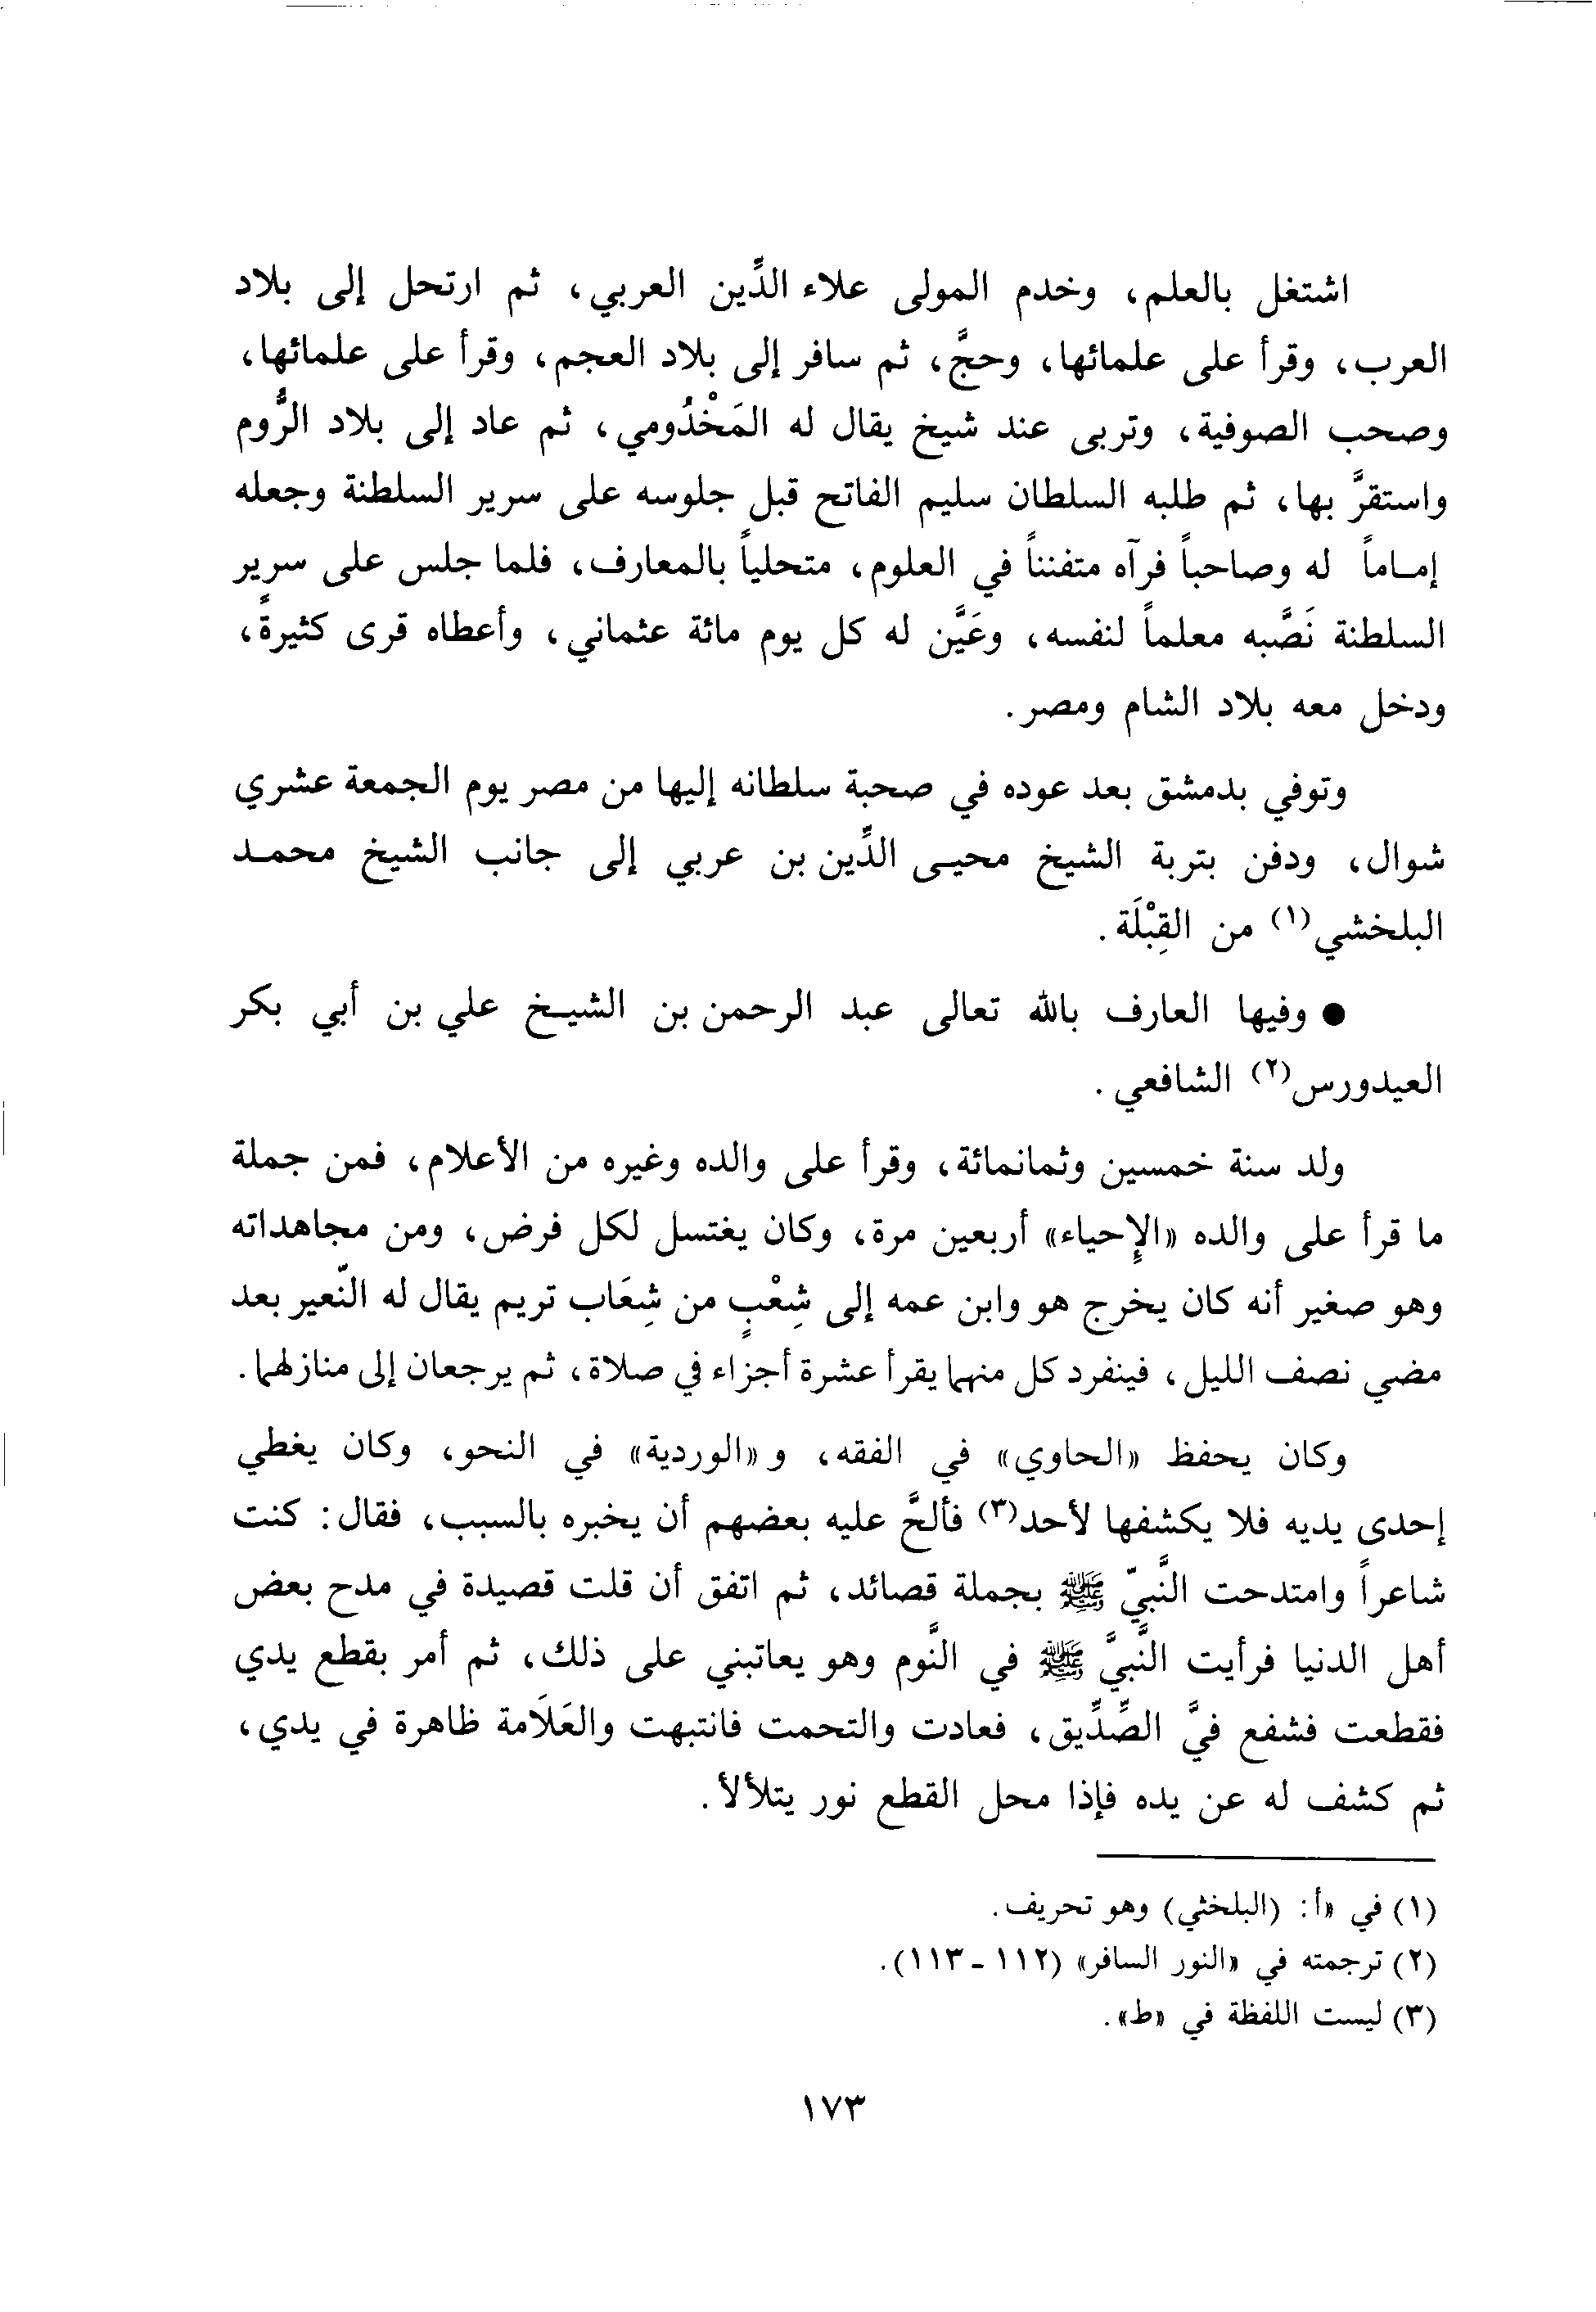 اشتغل بالعلم، وخدم المولى علاء الدِّين العربي، ثم ارتحل إلى بلاد
العرب، وقرأ على علمائها، وحجَّ، ثم سافر إلى بلاد العجم، وقرأ على علمائها،
وصحب الصوفية، وتربى عند شيخ يقال له المَخْدُومي، ثم عاد إلى بلاد الرُّوم
واستقرَّ بها، ثم طلبه السلطان سليم الفاتح قبل جلوسه على سرير السلطنة وجعله
إماماً له وصاحباً فرآه متفنناً في العلوم، متحلياً بالمعارف، فلما جلس على سرير
السلطنة نَصَّبه معلماً لنفسه، وعَيَّن له كل يوم مائة عثماني، وأعطاه قرى كثيرةً،
ودخل معه بلاد الشام ومصر.
وتوفي بدمشق بعد عوده في صحبة سلطانه إليها من مصر يوم الجمعة عشري
شوال، ودفن بتربة الشيخ محيـى الدِّين بن عربي إلى جانب الشيخ محمـد
البلخشي(١) من القِبْلَة.
● وفيها العارف بالله تعالى عبد الرحمن بن الشيـخ علي بن أبي بكر
العيدورس(٢) الشافعي.
ولد سنة خمسين وثمانمائة، وقرأ على والده وغيره من الأعلام، فمن جملة
ما قرأ على والده «الإحياء» أربعين مرة، وكان يغتسل لكل فرض، ومن مجاهداته
وهو صغير أنه كان يخرج هو وابن عمه إلى شِعْبٍ من شِعَاب تريم يقال له النّعير بعد
مضي نصف الليل، فينفرد كل منهما يقرأ عشرة أجزاء في صلاة، ثم يرجعان إلى منازلهما.
وكان يحفظ «الحاوي» في الفقه، و «الوردية» في النحو، وكان يغطي
إحدى يديه فلا يكشفها لأحد(٣) فألحَّ عليه بعضهم أن يخبره بالسبب، فقال: كنت
شاعراً وامتدحت النَّبيّ ﷺ بجملة قصائد، ثم اتفق أن قلت قصيدة في مدح بعض
أهل الدنيا فرأيت النَّبيَّ ﷺ في النَّوم وهو يعاتبني على ذلك، ثم أمر بقطع يدي
فقطعت فشفع فيَّ الصِّدِّيق، فعادت والتحمت فانتبهت والعَلَامة ظاهرة في يدي،
ثم كشف له عن يده فإذا محل القطع نور يتلألأ.
(١) في «أ: (البلخثي) وهو تحريف.
(٢) ترجمته في «النور السافر» (١١٢ - ١١٣).
(٣) ليست اللفظة في «ط».
١٧٣